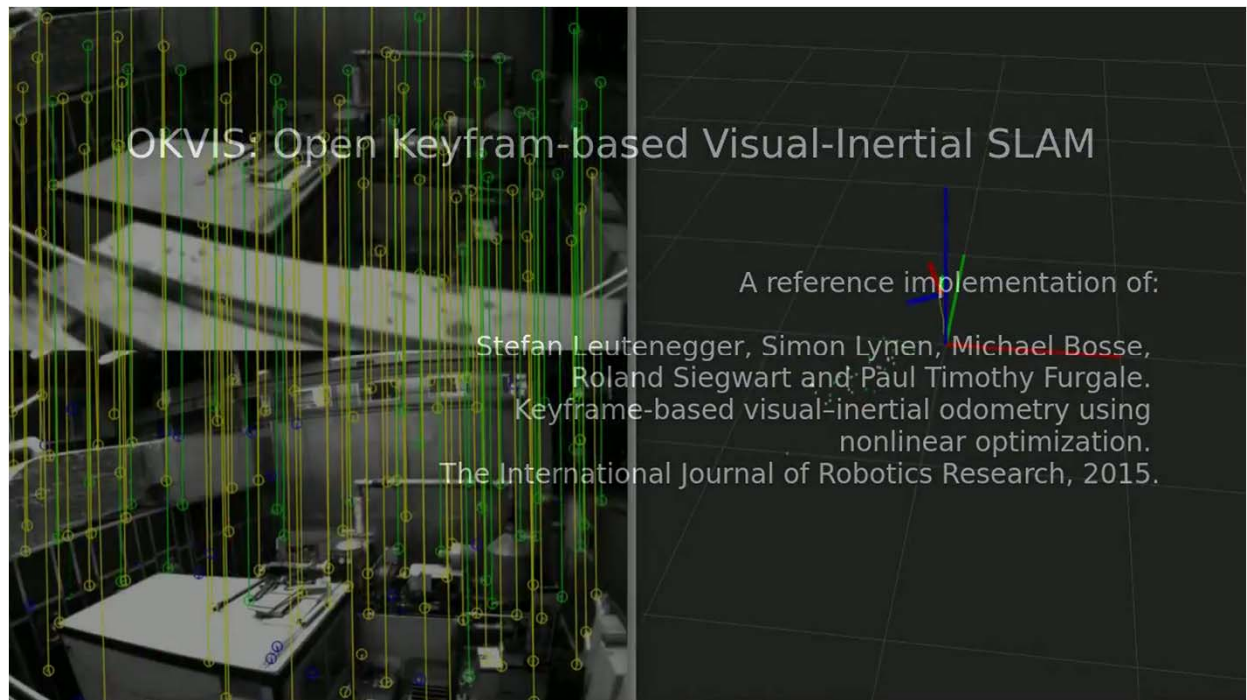 OKVIS: Open Keyfram-based Visual-Inertial SLAM
A reference implementation of:
Stefan Leutenegger, Simon Lynen, Michael Bosse,
Roland Siegwart and Paul Timothy Furgale.
Keyframe-based visual–inertial odometry using
nonlinear optimization.
The International Journal of Robotics Research, 2015.